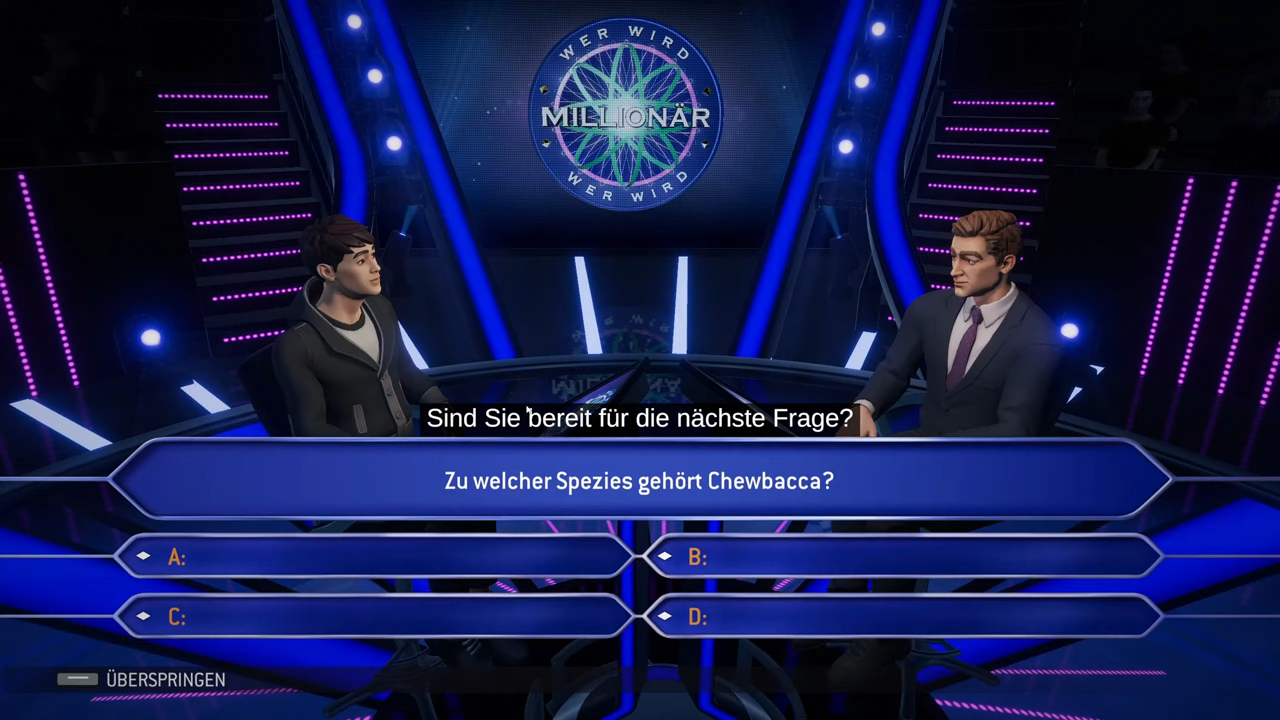 WER WIRD
MILLIONÄR
WER WIRD
Sind Sie bereit für die nächste Frage?
Zu welcher Spezies gehört Chewbacca?
A:
B:
C:
D:
ÜBERSPRINGEN